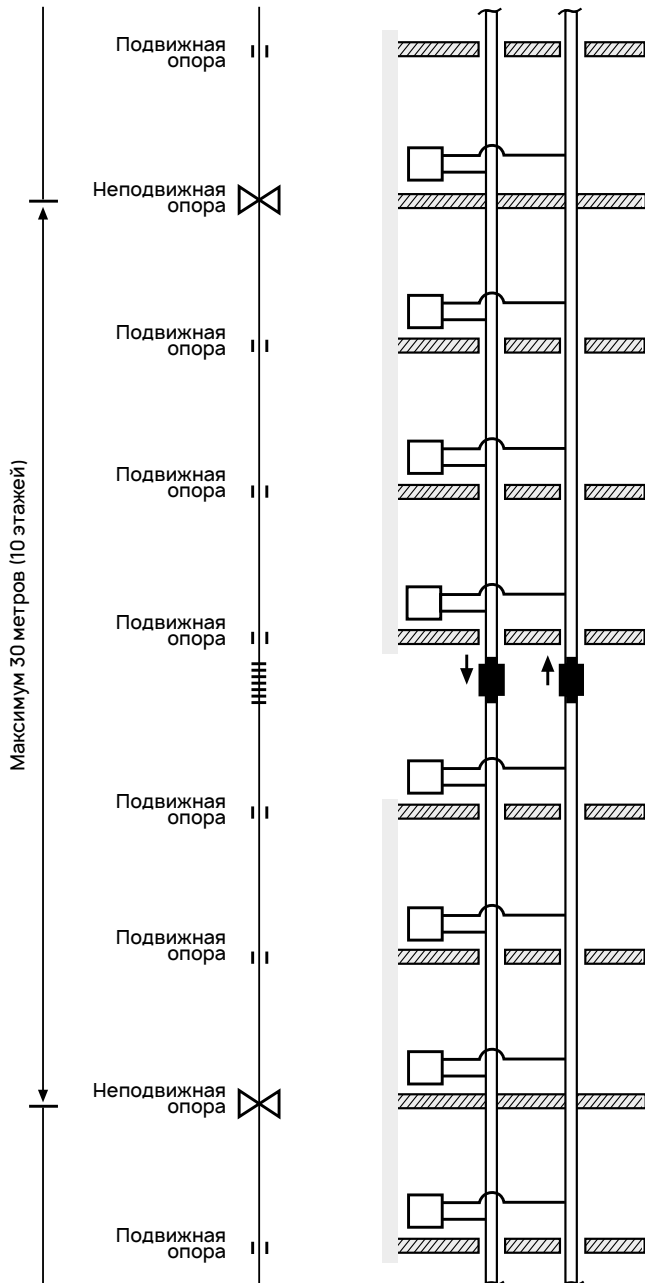 Подвижная
опора
Неподвижная
опора
Подвижная
опора
Подвижная
опора
Максимум 30 метров (10 этажей)
Подвижная
опора
Подвижная
опора
Подвижная
опора
Неподвижная
опора
Подвижная
опора